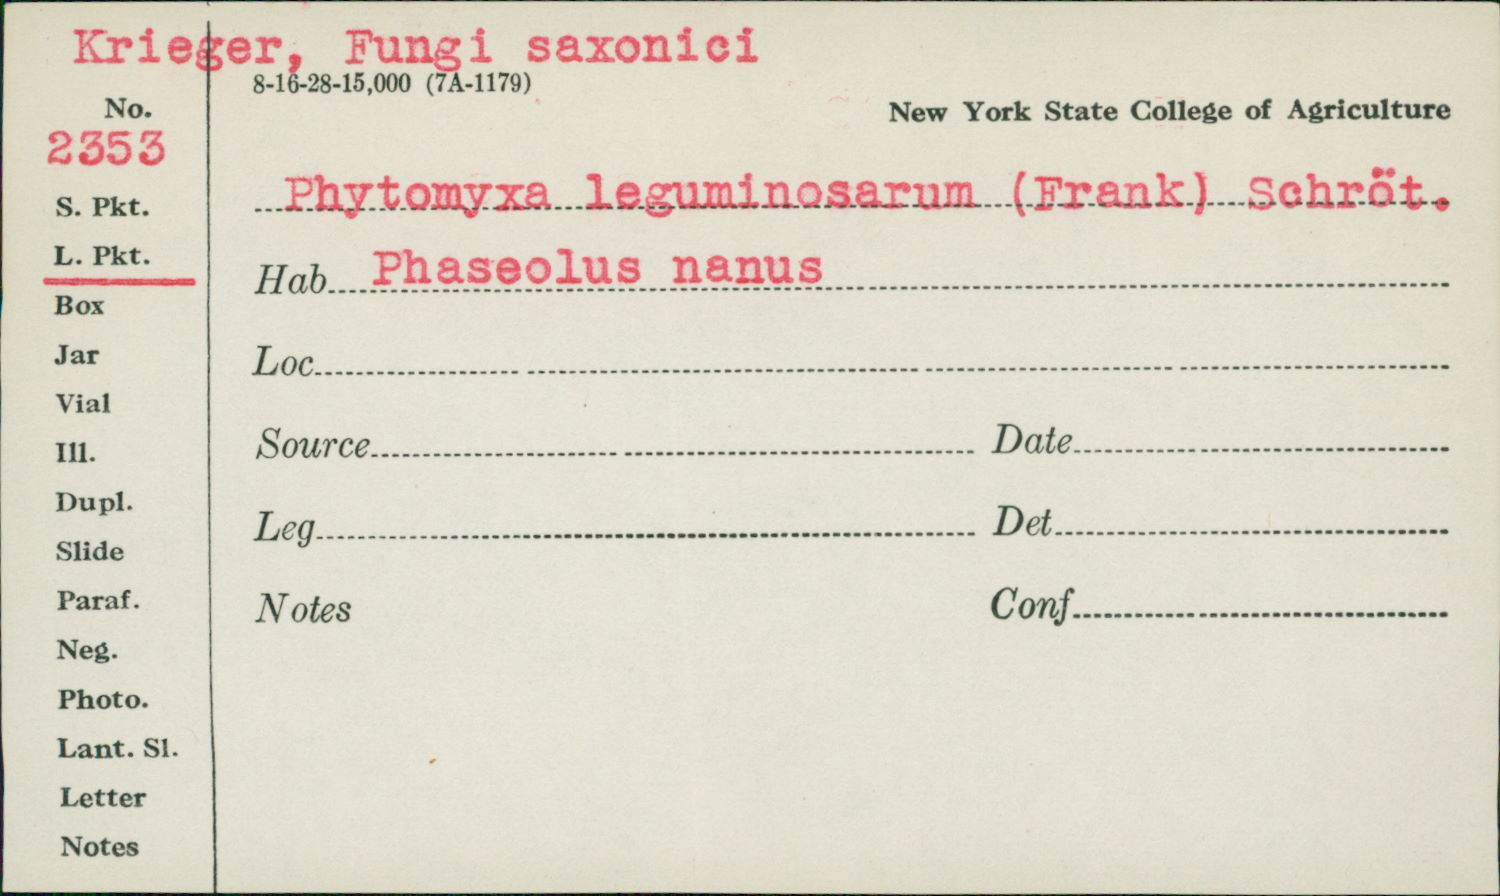 Krieger, Fungi saxonici
8-16-28-15,000 (7A-1179)
New York State College of Agriculture
No.
2353
S. Pkt.
L. Pkt.
Box
Jar
Vial
Ill.
Dupl.
Slide
Paraf.
Neg.
Photo.
Lant. Sl.
Letter
Notes
Phytomyxa leguminosarum (Frank) Schröt.
Hab Phaseolus nanus
Loc
Source Date
Leg Det
Notes Conf